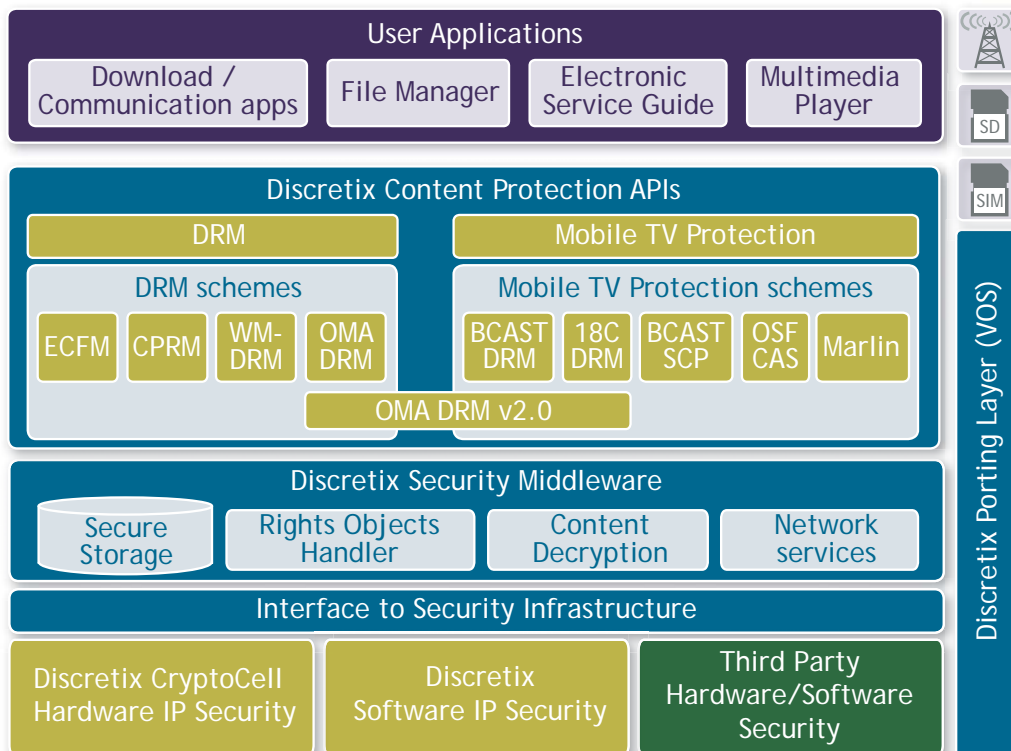 User Applications
Download /
Communication apps
File Manager
Electronic
Service Guide
Multimedia
Player
SD
SIM
Discretix Content Protection APIs
DRM
Mobile TV Protection
DRM schemes
Mobile TV Protection schemes
ECFM
CPRM
WM-
DRM
OMA
DRM
BCAST
DRM
18C
DRM
BCAST
SCP
OSF
CAS
Marlin
OMA DRM v2.0
Discretix Security Middleware
Secure
Storage
Rights Objects
Handler
Content
Decryption
Network
services
Interface to Security Infrastructure
Discretix CryptoCell
Hardware IP Security
Discretix
Software IP Security
Third Party
Hardware/Software
Security
Discretix Porting Layer (VOS)